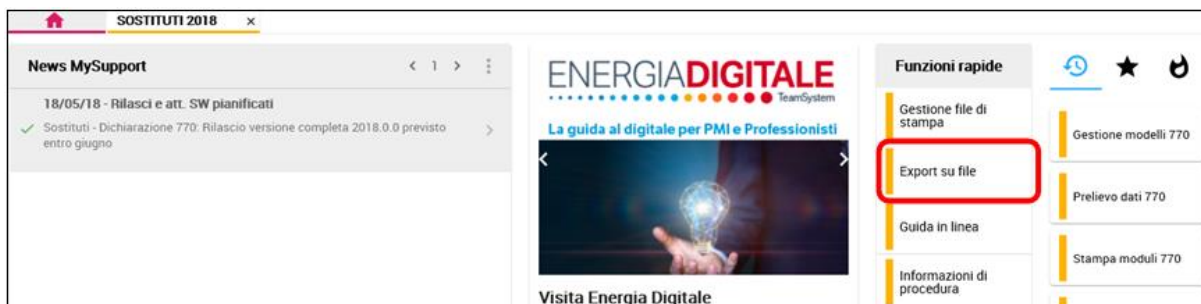 SOSTITUTI 2018 ×
News MySupport
< 1 >
18/05/18 - Rilasci e att. SW pianificati
Sostituti - Dichiarazione 770: Rilascio versione completa 2018.0.0 previsto
entro giugno
ENERGIADIGITALE
TeamSystem
La guida al digitale per PMI e Professionisti
Visita Energia Digitale
Funzioni rapide
Gestione file di
stampa
Export su file
Guida in linea
Informazioni di
procedura
Gestione modelli 770
Prelievo dati 770
Stampa moduli 770